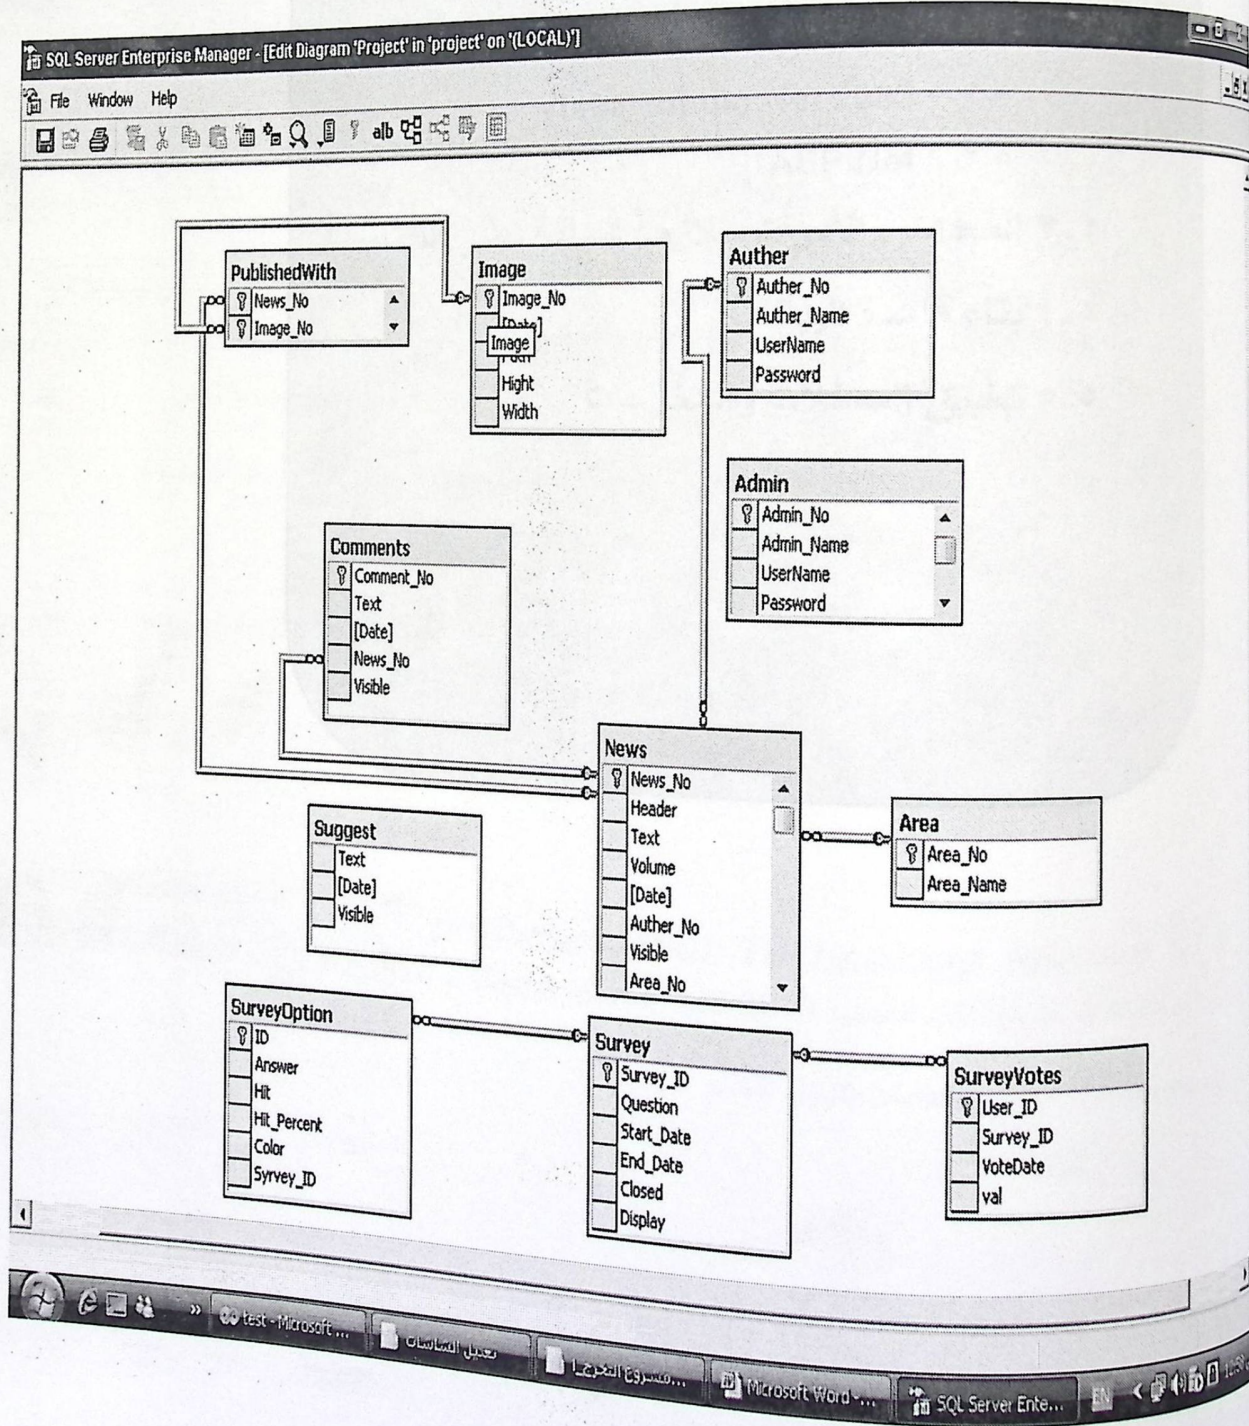 SQL Server Enterprise Manager - [Edit Diagram 'Project' in 'project' on '(LOCAL)']
File Window Help
a|b
PublishedWith
News_No
Image_No
Image
Image_No
[Date]
Image
Hight
Width
Auther
Auther_No
Auther_Name
UserName
Password
Admin
Admin_No
Admin_Name
UserName
Password
Comments
Comment_No
Text
[Date]
News_No
Visible
News
News_No
Header
Text
Volume
[Date]
Auther_No
Visible
Area_No
Area
Area_No
Area_Name
Suggest
Text
[Date]
Visible
SurveyOption
ID
Answer
Hit
Hit_Percent
Color
Syrvey_ID
Survey
Survey_ID
Question
Start_Date
End_Date
Closed
Display
SurveyVotes
User_ID
Survey_ID
VoteDate
val
» test - Microsoft ...
تعديل الشاشات
مشروع التخرج_ا...
Microsoft Word - ...
SQL Server Ente...
EN